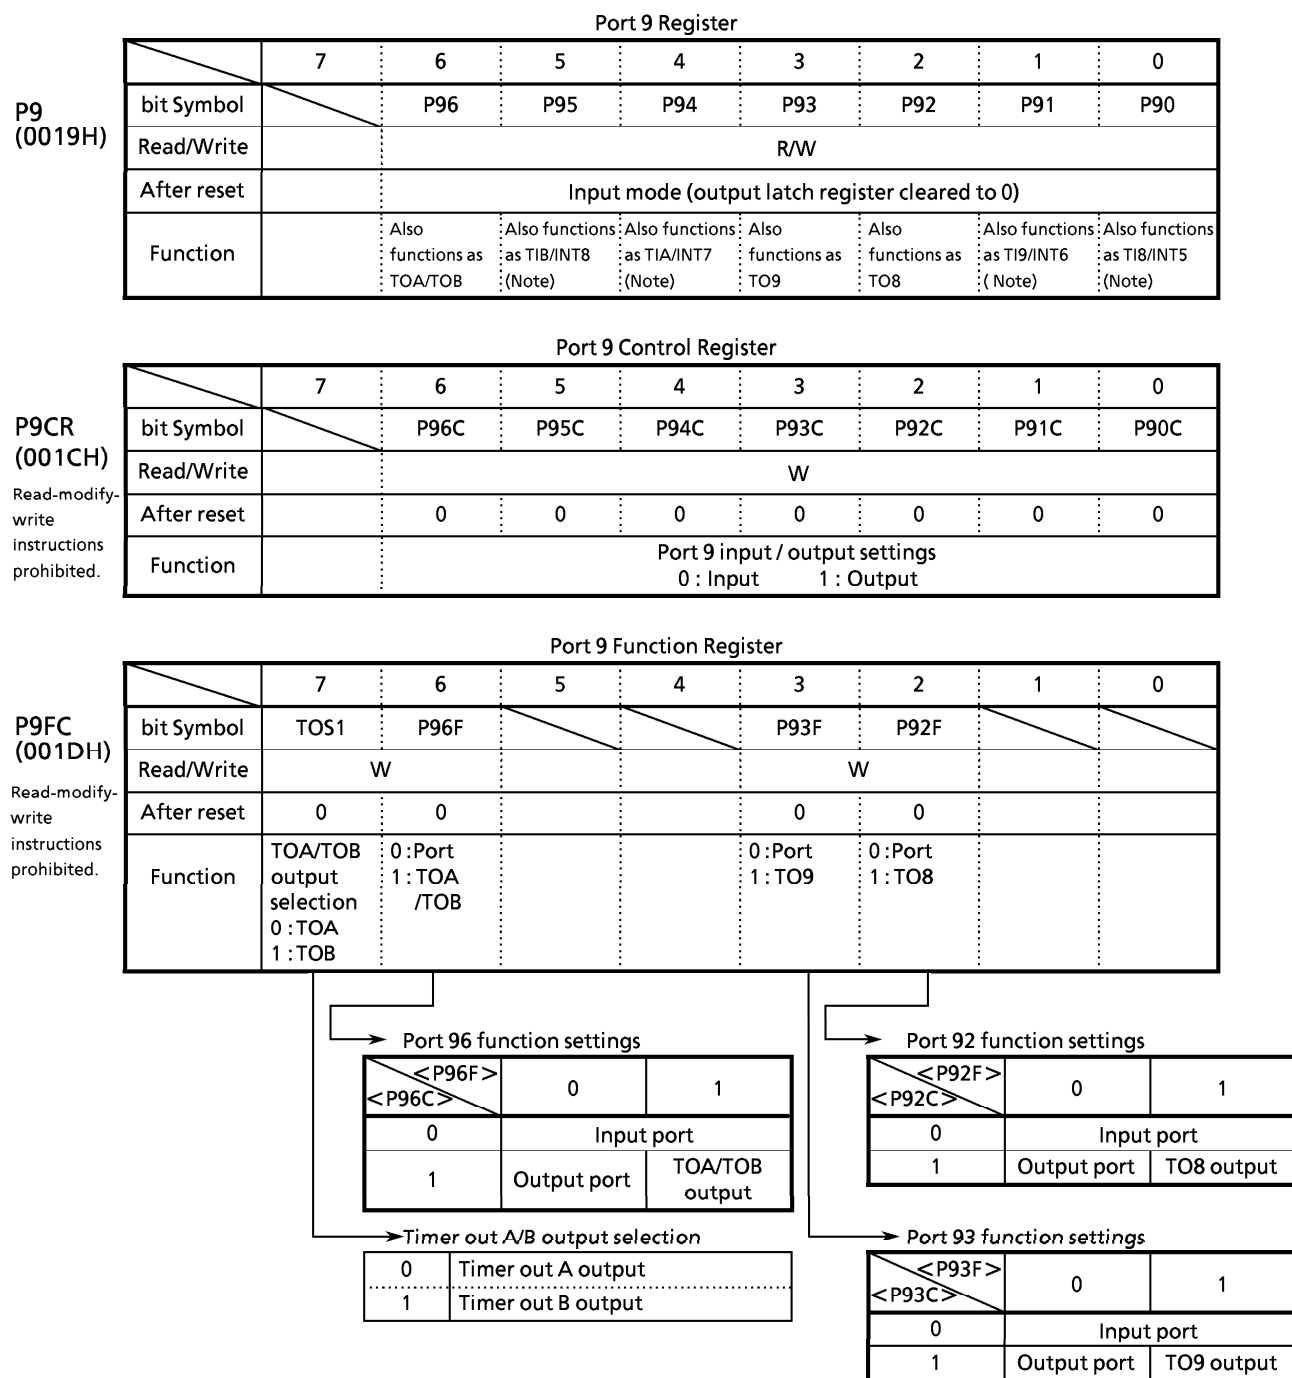 Port 9 Register
7 6 5 4 3 2 1 0
P9
(0019H)
bit Symbol P96 P95 P94 P93 P92 P91 P90
Read/Write R/W
After reset Input mode (output latch register cleared to 0)
Function
Also
functions as
TOA/TOB
Also functions
as TIB/INT8
(Note)
Also functions
as TIA/INT7
(Note)
Also
functions as
TO9
Also
functions as
TO8
Also functions
as TI9/INT6
( Note)
Also functions
as TI8/INT5
(Note)
Port 9 Control Register
7 6 5 4 3 2 1 0
P9CR
(001CH)
Read-modify-
write
instructions
prohibited.
bit Symbol P96C P95C P94C P93C P92C P91C P90C
Read/Write W
After reset 0 0 0 0 0 0 0
Function
Port 9 input / output settings
0 : Input 1 : Output
Port 9 Function Register
7 6 5 4 3 2 1 0
P9FC
(001DH)
Read-modify-
write
instructions
prohibited.
bit Symbol TOS1 P96F P93F P92F
Read/Write W W
After reset 0 0 0 0
Function
TOA/TOB
output
selection
0 : TOA
1 : TOB
0 : Port
1 : TOA
/TOB
0 : Port
1 : TO9
0 : Port
1 : TO8
Port 96 function settings
<P96F>
<P96C>
0 1
0 Input port
1 Output port TOA/TOB
output
Timer out A/B output selection
0 Timer out A output
1 Timer out B output
Port 92 function settings
<P92F>
<P92C>
0 1
0 Input port
1 Output port TO8 output
Port 93 function settings
<P93F>
<P93C>
0 1
0 Input port
1 Output port TO9 output